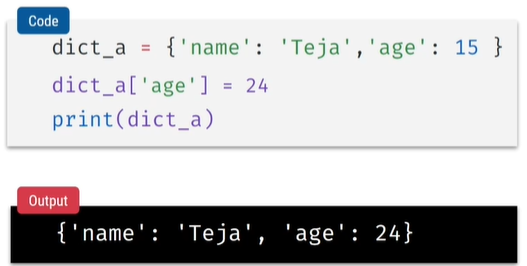 Code
dict_a = {'name': 'Teja','age': 15 }
dict_a['age'] = 24
print(dict_a)
Output
{'name': 'Teja', 'age': 24}